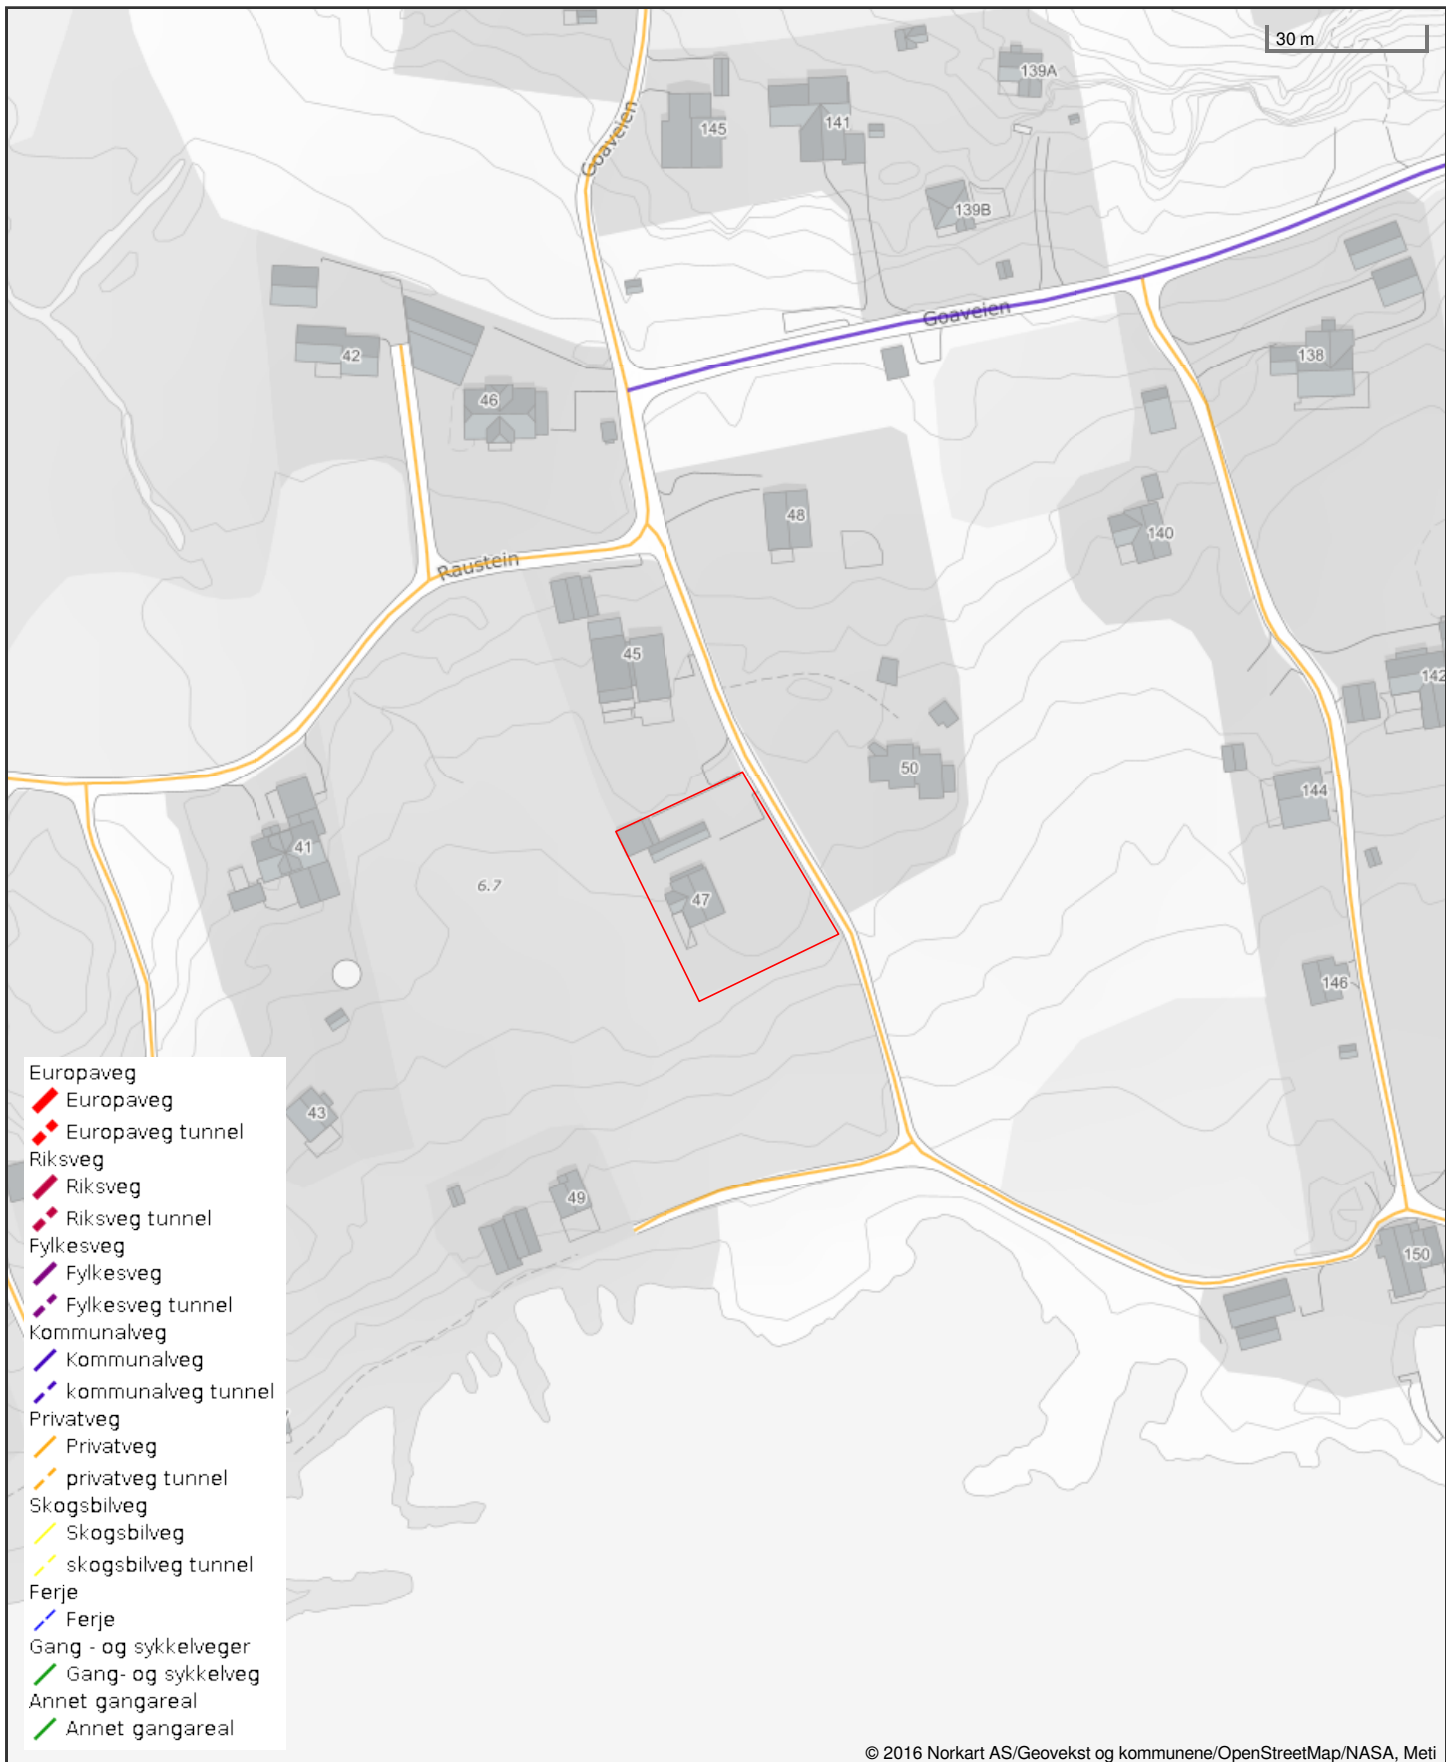 30 m
139A
145
141
Goaveien
139B
Goaveien
42
138
46
48
140
Raustein
45
142
50
144
41
6.7
47
146
43
49
150
Europaveg
Europaveg
Europaveg tunnel
Riksveg
Riksveg
Riksveg tunnel
Fylkesveg
Fylkesveg
Fylkesveg tunnel
Kommunalveg
Kommunalveg
kommunalveg tunnel
Privatveg
Privatveg
privatveg tunnel
Skogsbilveg
Skogsbilveg
skogsbilveg tunnel
Ferje
Ferje
Gang - og sykkelveger
Gang- og sykkelveg
Annet gangareal
Annet gangareal
© 2016 Norkart AS/Geovekst og kommunene/OpenStreetMap/NASA, Meti